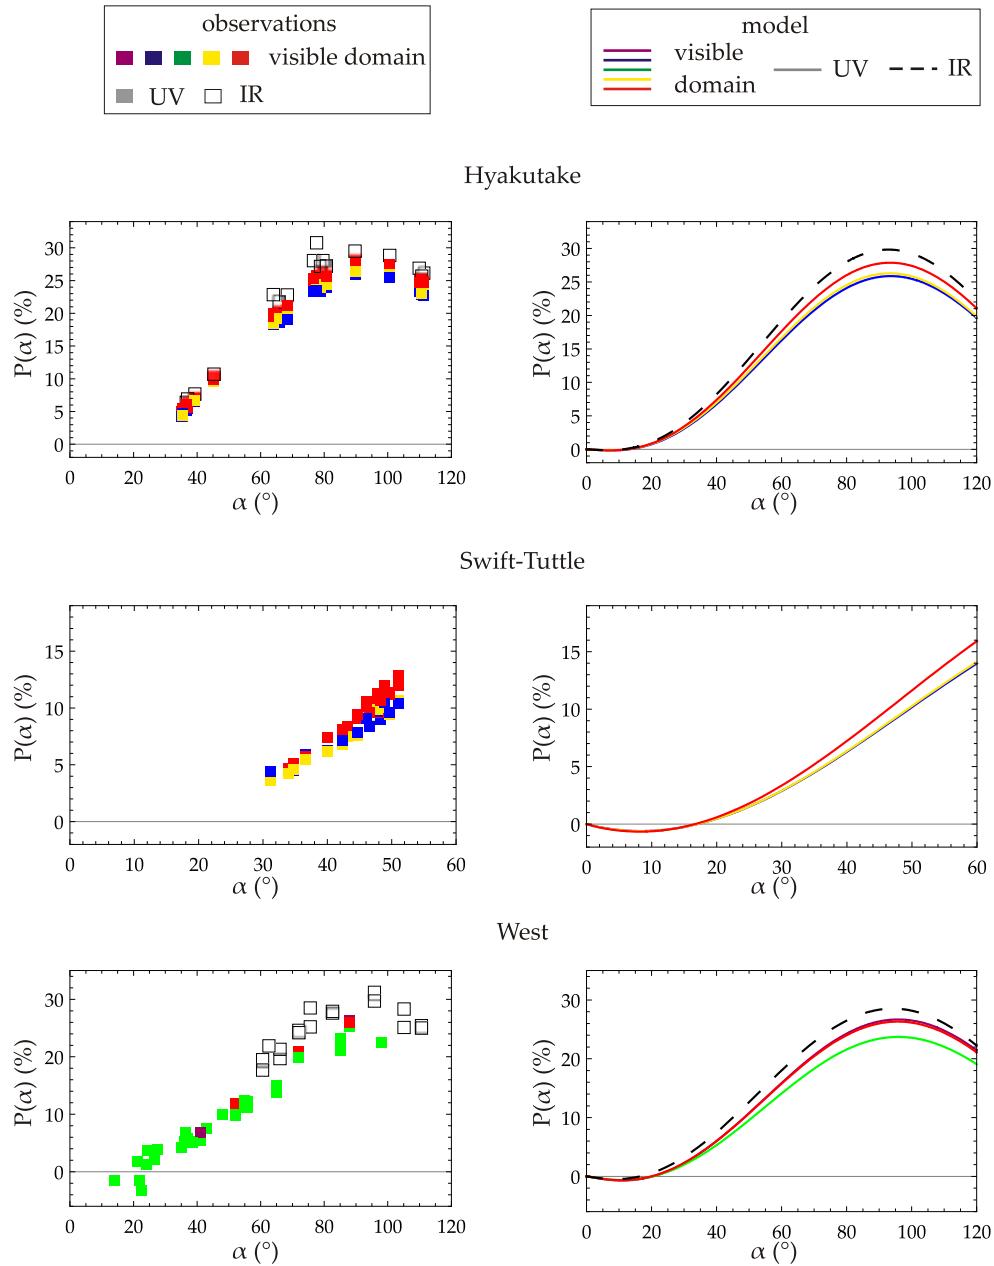 observations
visible domain
UV IR
model
visible
domain
UV IR
Hyakutake
P(α) (%)
30
25
20
15
10
5
0
0 20 40 60 80 100 120
α (°)
P(α) (%)
30
25
20
15
10
5
0
0 20 40 60 80 100 120
α (°)
Swift-Tuttle
P(α) (%)
15
10
5
0
0 10 20 30 40 50 60
α (°)
P(α) (%)
15
10
5
0
0 10 20 30 40 50 60
α (°)
West
P(α) (%)
30
20
10
0
0 20 40 60 80 100 120
α (°)
P(α) (%)
30
20
10
0
0 20 40 60 80 100 120
α (°)